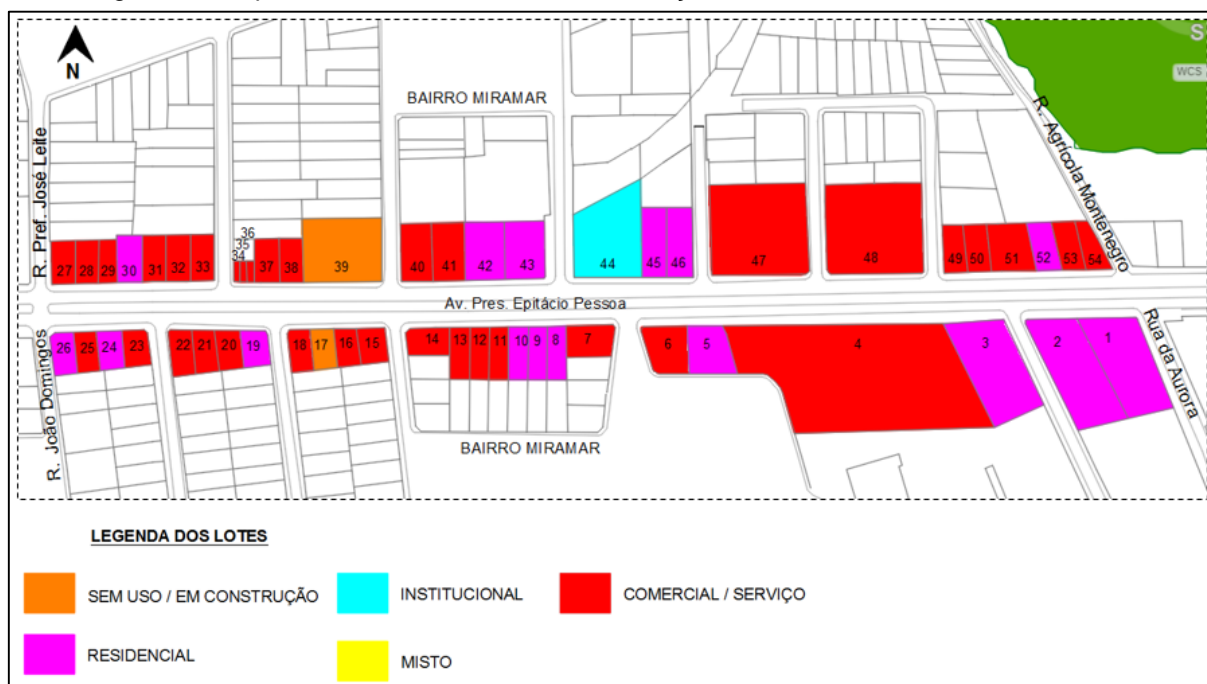 S
WCS
N
BAIRRO MIRAMAR
R. Pref. José Leite
R. Agrícola Montenegro
36
35
34
27 28 29 30 31 32 33
37 38 39
40 41 42 43
44 45 46
47
48
49 50 51 52 53 54
Av. Pres. Epitácio Pessoa
R. João Domingos
26 25 24 23
22 21 20 19
18 17 16 15
14 13 12 11 10 9 8 7
6 5 4 3
2 1
Rua da Aurora
BAIRRO MIRAMAR
LEGENDA DOS LOTES
SEM USO / EM CONSTRUÇÃO
INSTITUCIONAL
COMERCIAL / SERVIÇO
RESIDENCIAL
MISTO